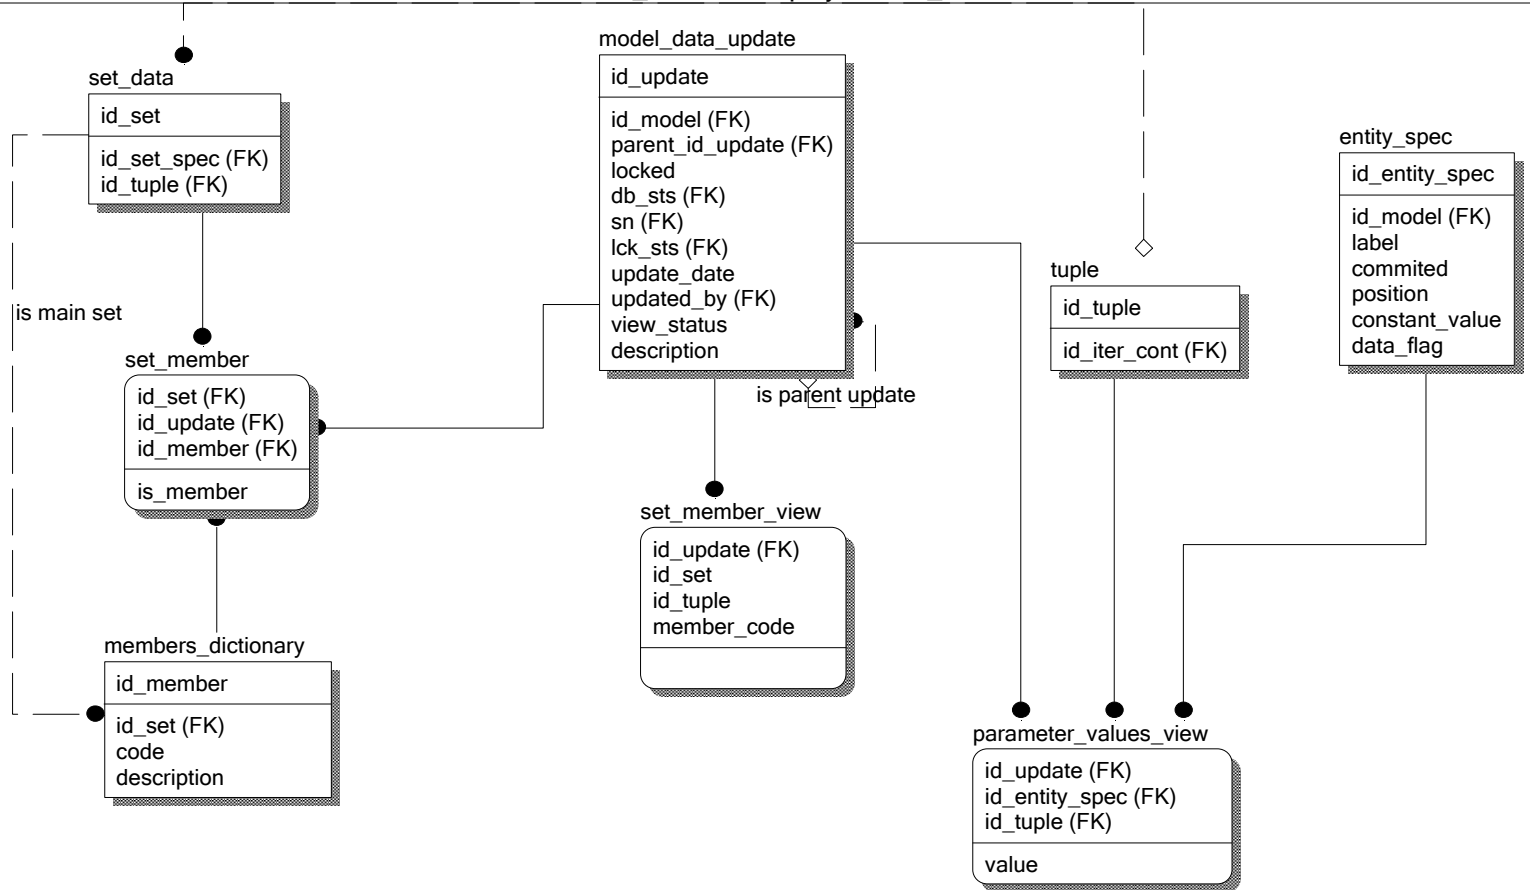 model_data_update
id_update
id_model (FK)
parent_id_update (FK)
locked
db_sts (FK)
sn (FK)
lck_sts (FK)
update_date
updated_by (FK)
view_status
description
set_data
id_set
id_set_spec (FK)
id_tuple (FK)
entity_spec
id_entity_spec
id_model (FK)
label
commited
position
constant_value
data_flag
tuple
id_tuple
id_iter_cont (FK)
is main set
set_member
id_set (FK)
id_update (FK)
id_member (FK)
is_member
is parent update
set_member_view
id_update (FK)
id_set
id_tuple
member_code
members_dictionary
id_member
id_set (FK)
code
description
parameter_values_view
id_update (FK)
id_entity_spec (FK)
id_tuple (FK)
value